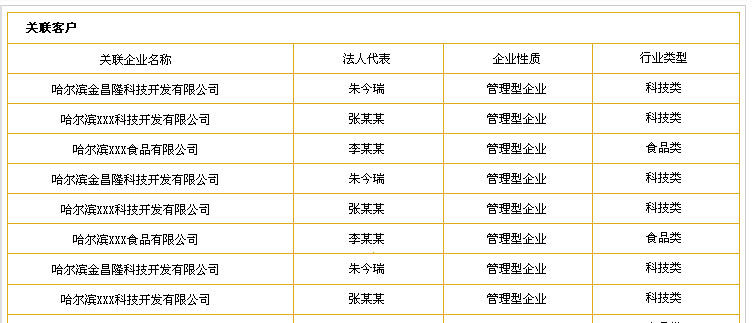 关联客户
关联企业名称 法人代表 企业性质 行业类型
哈尔滨金昌隆科技开发有限公司 朱今瑞 管理型企业 科技类
哈尔滨XXX科技开发有限公司 张某某 管理型企业 科技类
哈尔滨XXX食品有限公司 李某某 管理型企业 食品类
哈尔滨金昌隆科技开发有限公司 朱今瑞 管理型企业 科技类
哈尔滨XXX科技开发有限公司 张某某 管理型企业 科技类
哈尔滨XXX食品有限公司 李某某 管理型企业 食品类
哈尔滨金昌隆科技开发有限公司 朱今瑞 管理型企业 科技类
哈尔滨XXX科技开发有限公司 张某某 管理型企业 科技类